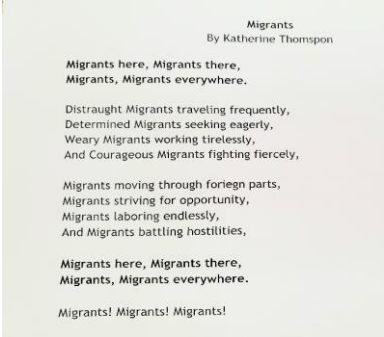 Migrants
By Katherine Thomspon
Migrants here, Migrants there,
Migrants, Migrants everywhere.
Distraught Migrants traveling frequently,
Determined Migrants seeking eagerly,
Weary Migrants working tirelessly,
And Courageous Migrants fighting fiercely,
Migrants moving through foriegn parts,
Migrants striving for opportunity,
Migrants laboring endlessly,
And Migrants battling hostilities,
Migrants here, Migrants there,
Migrants, Migrants everywhere.
Migrants! Migrants! Migrants!